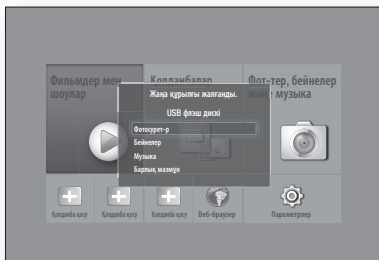 Фильмдер мен шоулар
Қолданбалар
Фот-тер, бейнелер және музыка
Жаңа құрылғы жалғанды.
USB флэш дискі
Фотосурет-р
Бейнелер
Музыка
Барлық мазмұн
Қолданба қосу
Қолданба қосу
Қолданба қосу
Веб-браузер
Параметрлер